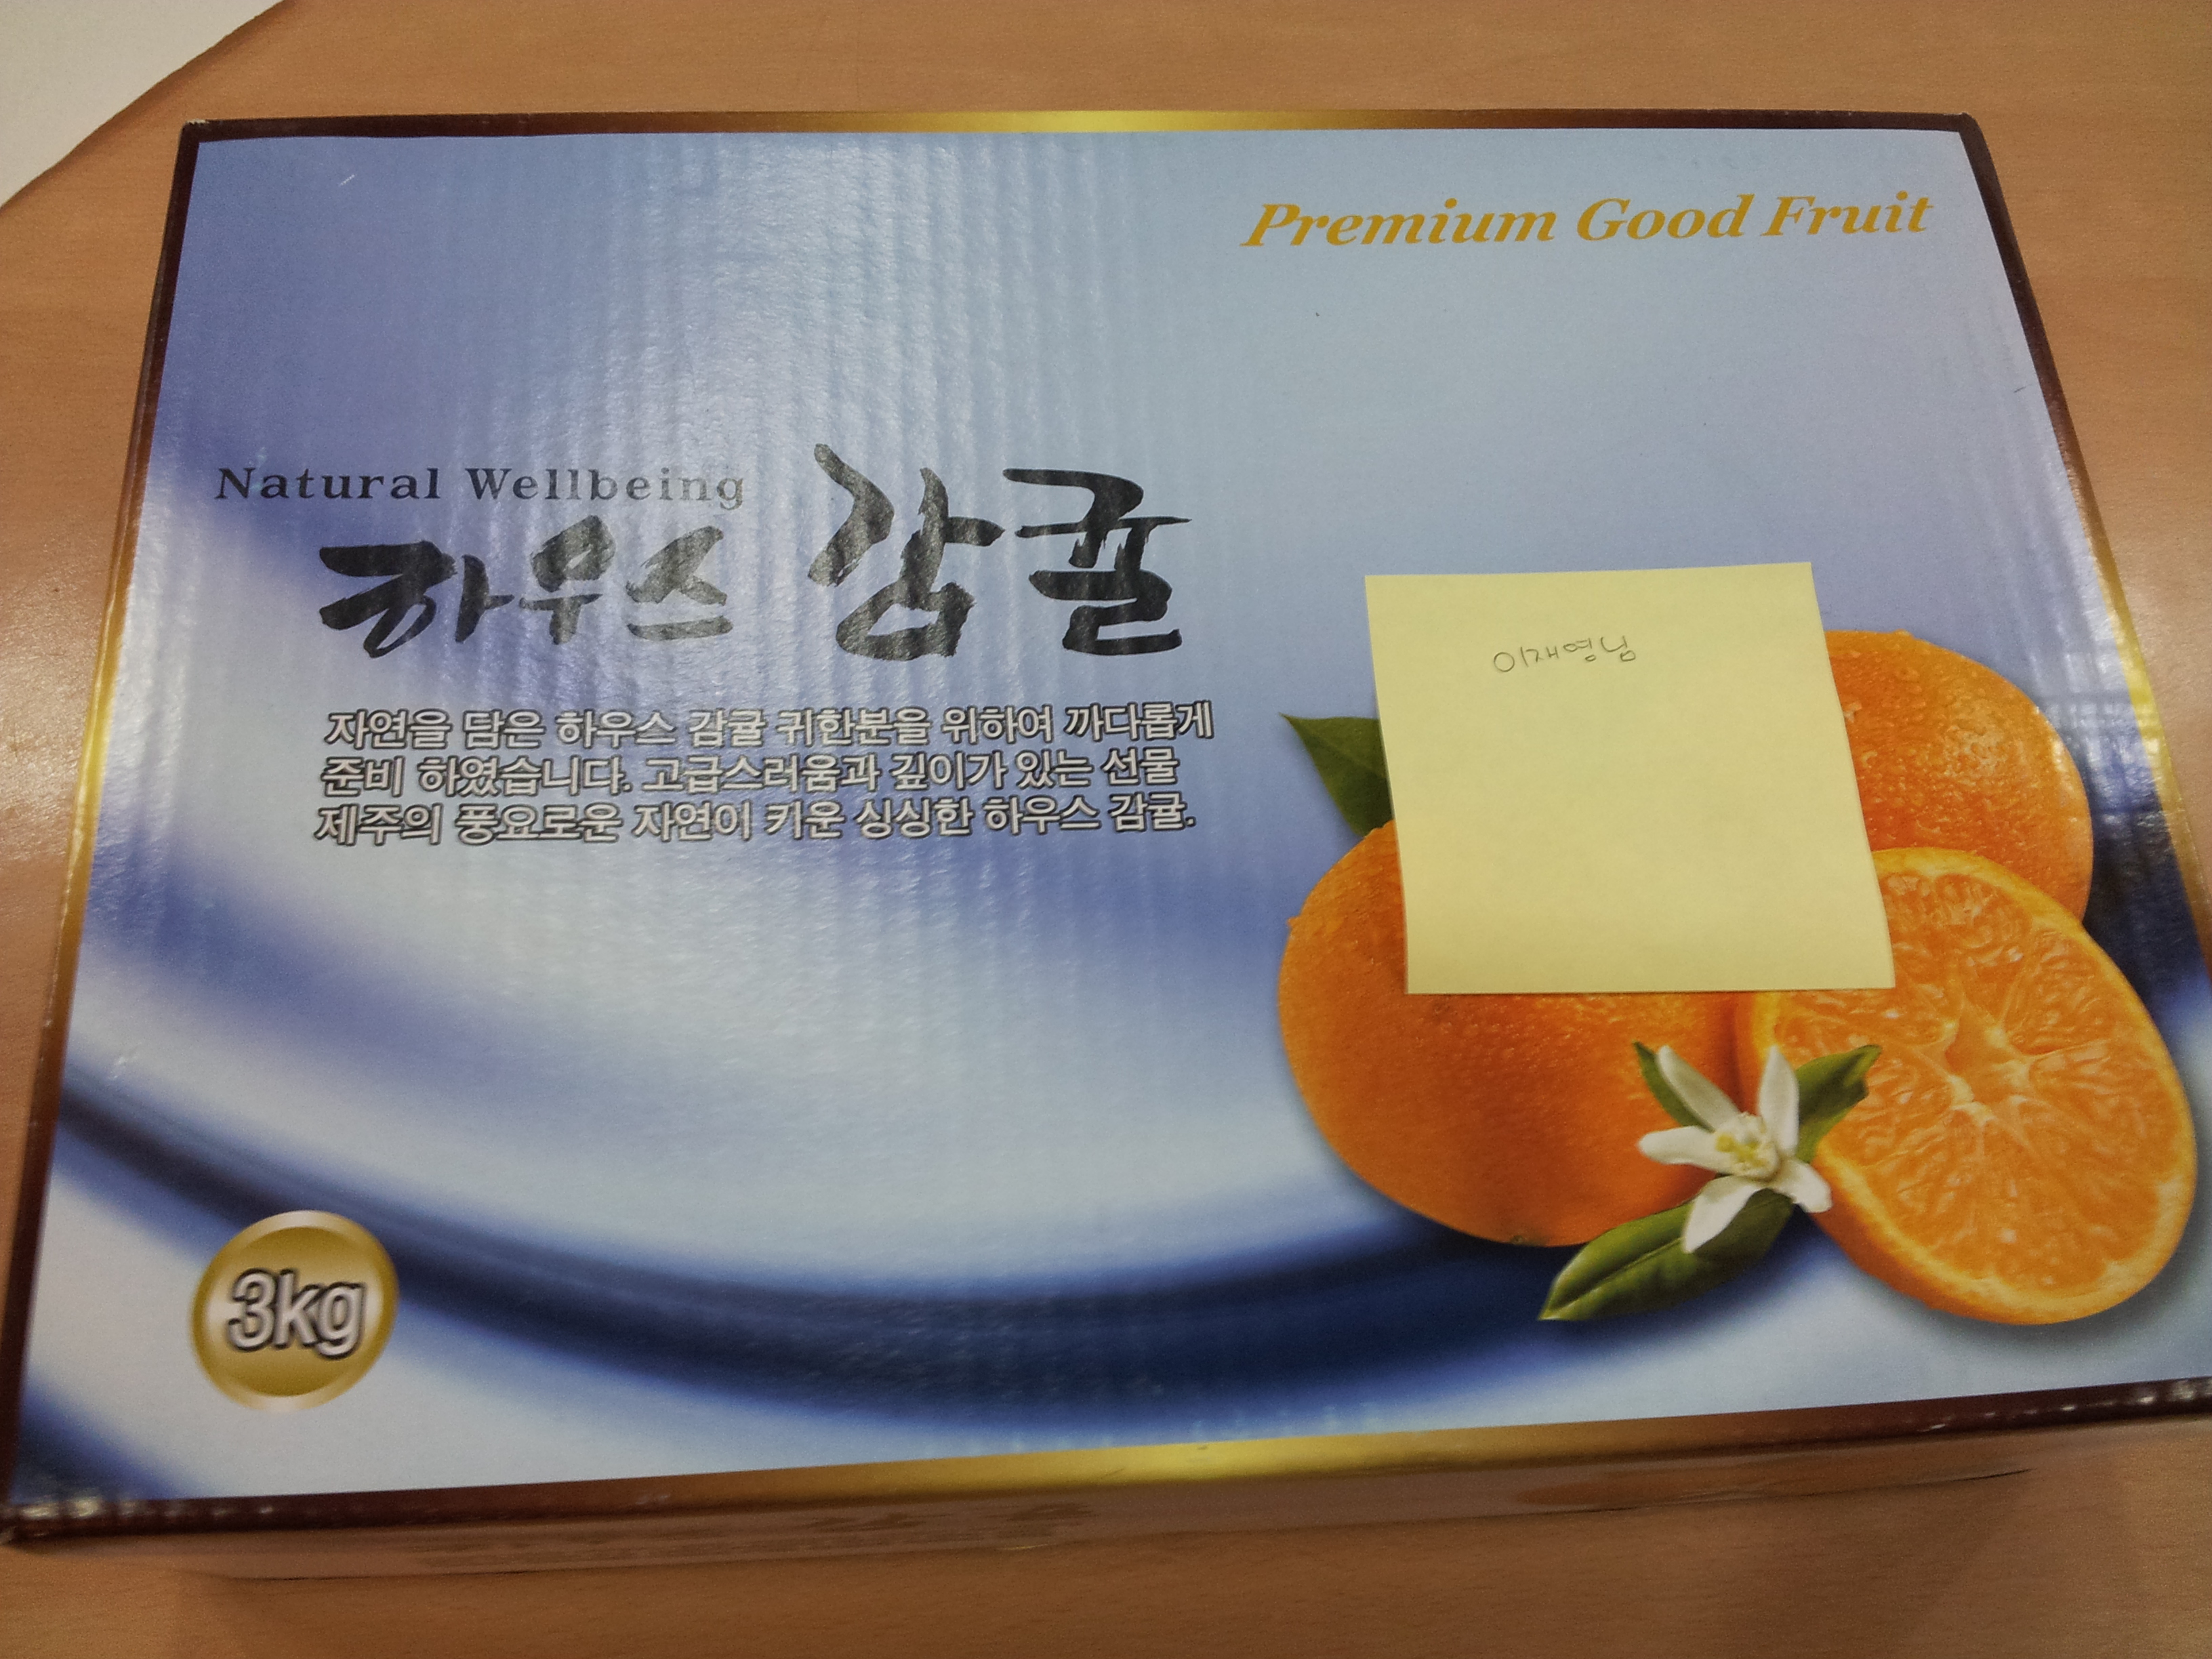 Premium Good Fruit
Natural Wellbeing
하우스 감귤
이재영님
자연을 담은 하우스 감귤 귀한분을 위하여 까다롭게
준비 하였습니다. 고급스러움과 깊이가 있는 선물
제주의 풍요로운 자연이 키운 싱싱한 하우스 감귤.
3kg